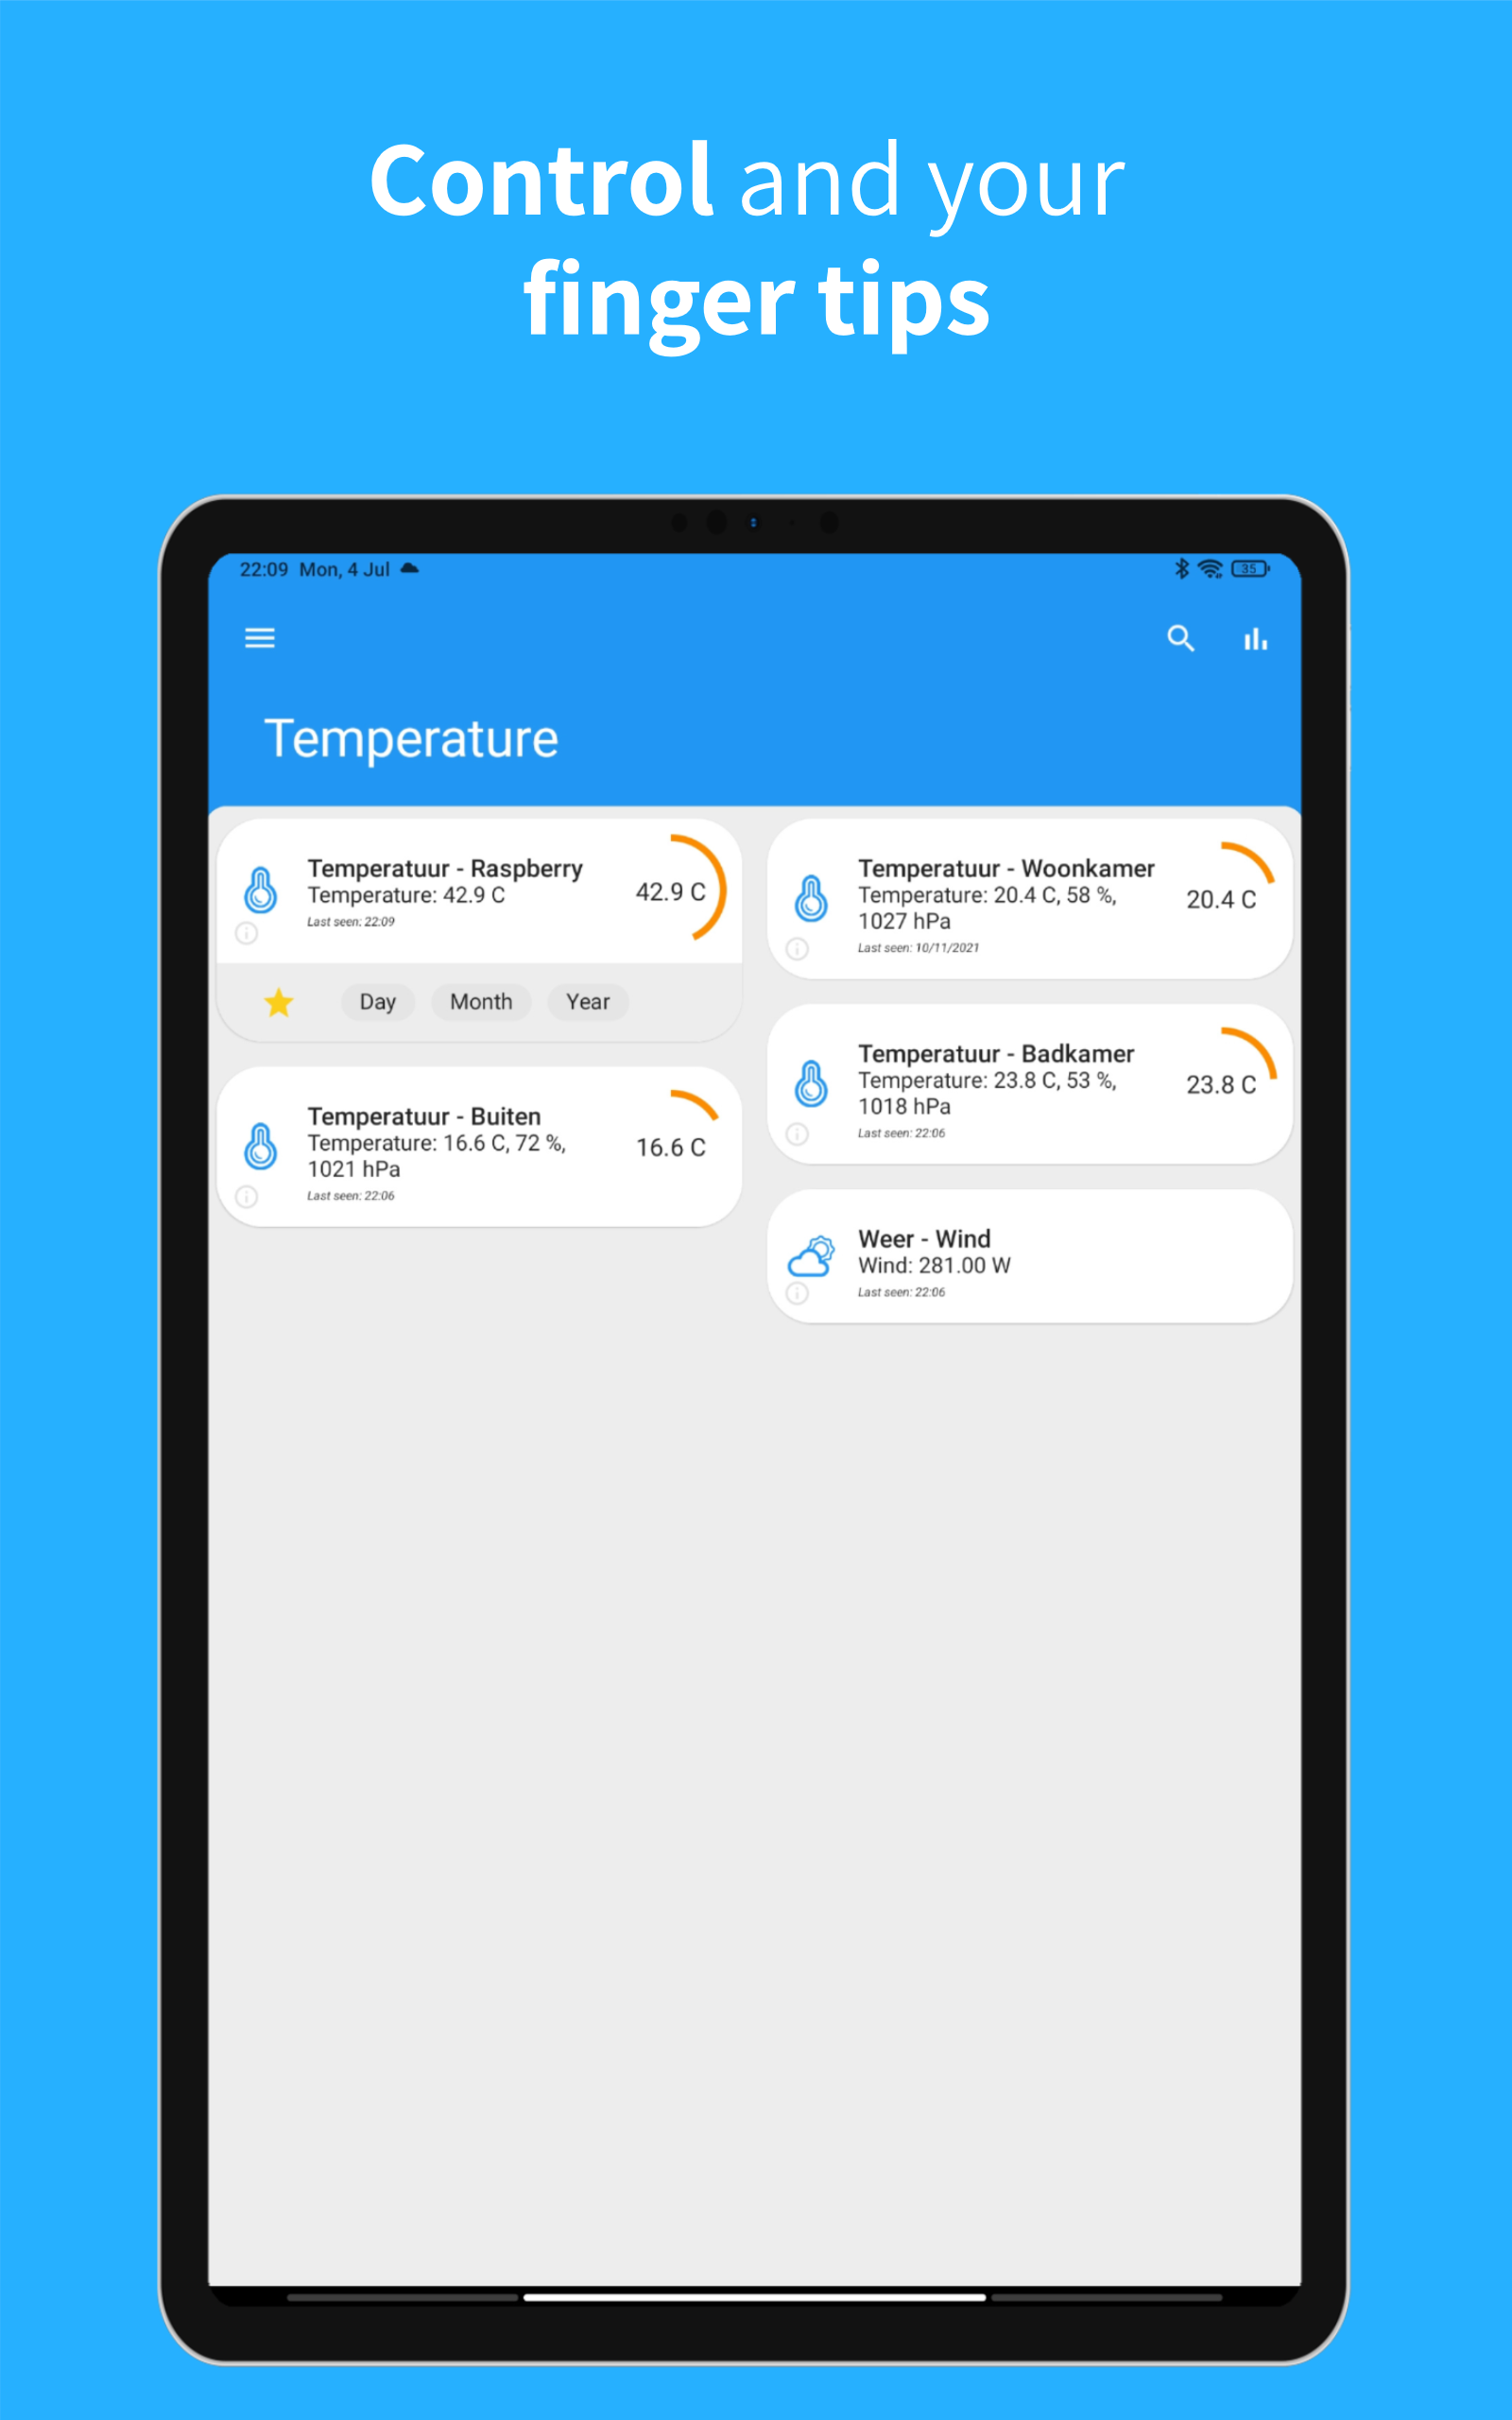 Control and your
finger tips
22:09 Mon, 4 Jul
35
Temperature
Temperatuur - Raspberry
Temperature: 42.9 C
Last seen: 22:09
42.9 C
Day
Month
Year
Temperatuur - Buiten
Temperature: 16.6 C, 72 %,
1021 hPa
Last seen: 22:06
16.6 C
Temperatuur - Woonkamer
Temperature: 20.4 C, 58 %,
1027 hPa
Last seen: 10/11/2021
20.4 C
Temperatuur - Badkamer
Temperature: 23.8 C, 53 %,
1018 hPa
Last seen: 22:06
23.8 C
Weer - Wind
Wind: 281.00 W
Last seen: 22:06